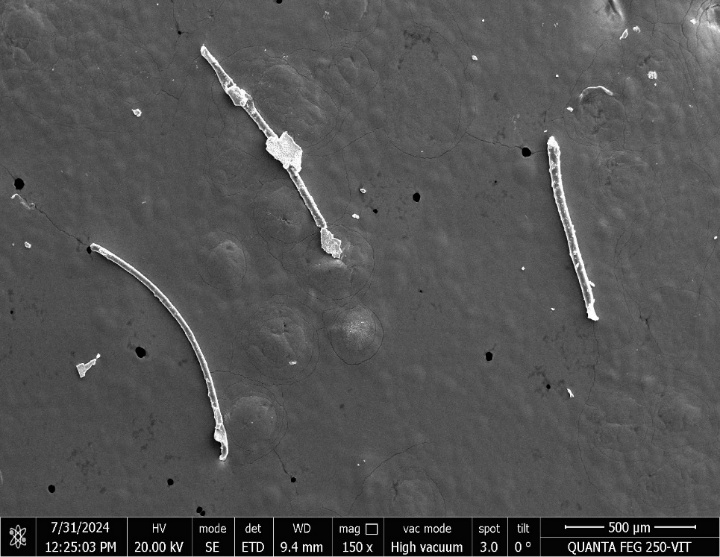 7/31/2024 HV mode det WD mag vac mode spot tilt 500 µm
12:25:03 PM 20.00 kV SE ETD 9.4 mm 150 x High vacuum 3.0 0 ° QUANTA FEG 250-VIT